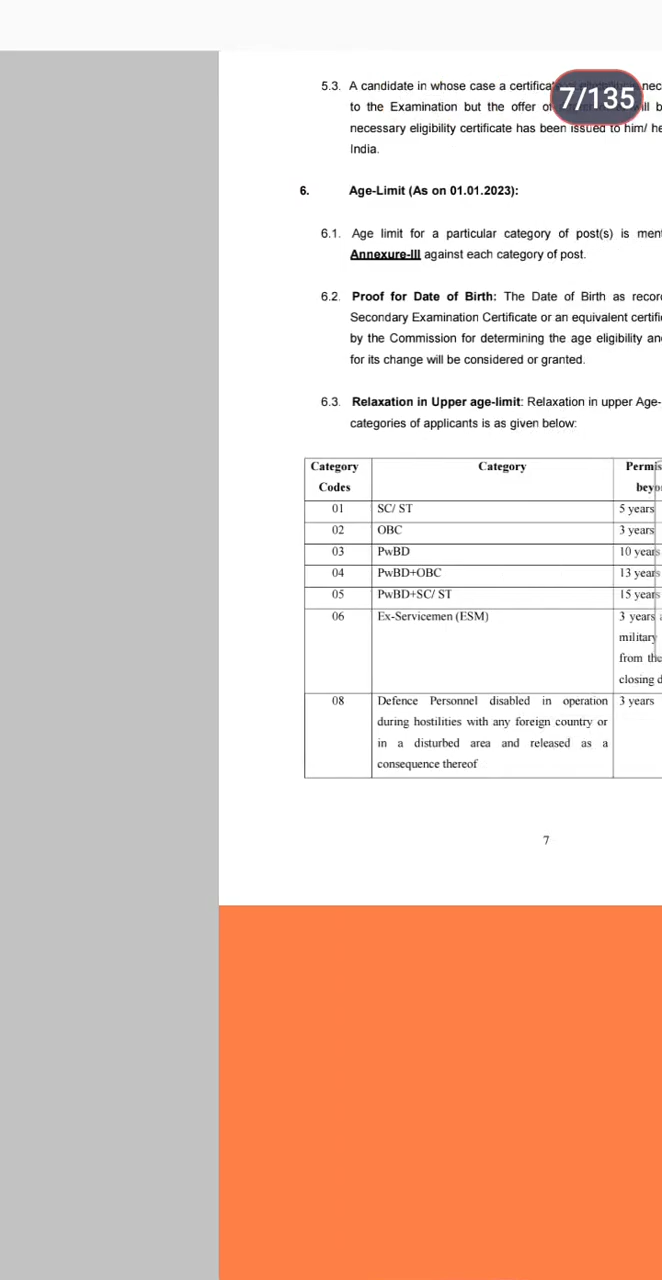 5.3. A candidate in whose case a certifica
7/135
to the Examination but the offer of
necessary eligibility certificate has been issued to him/
India.
6. Age-Limit (As on 01.01.2023):
6.1. Age limit for a particular category of post(s) is
Annexure-III against each category of post.
6.2. Proof for Date of Birth: The Date of Birth as recor
Secondary Examination Certificate or an equivalent certifi
by the Commission for determining the age eligibility an
for its change will be considered or granted.
6.3. Relaxation in Upper age-limit: Relaxation in upper Age-
categories of applicants is as given below:
Category Category Permis
Codes beyo
01 SC/ ST 5 years
02 OBC 3 years
03 PwBD 10 years
04 PwBD+OBC 13 years
05 PwBD+SC/ ST 15 years
06 Ex-Servicemen (ESM) 3 years
military
from the
closing d
08 Defence Personnel disabled in operation 3 years
during hostilities with any foreign country or
in a disturbed area and released as a
consequence thereof
7